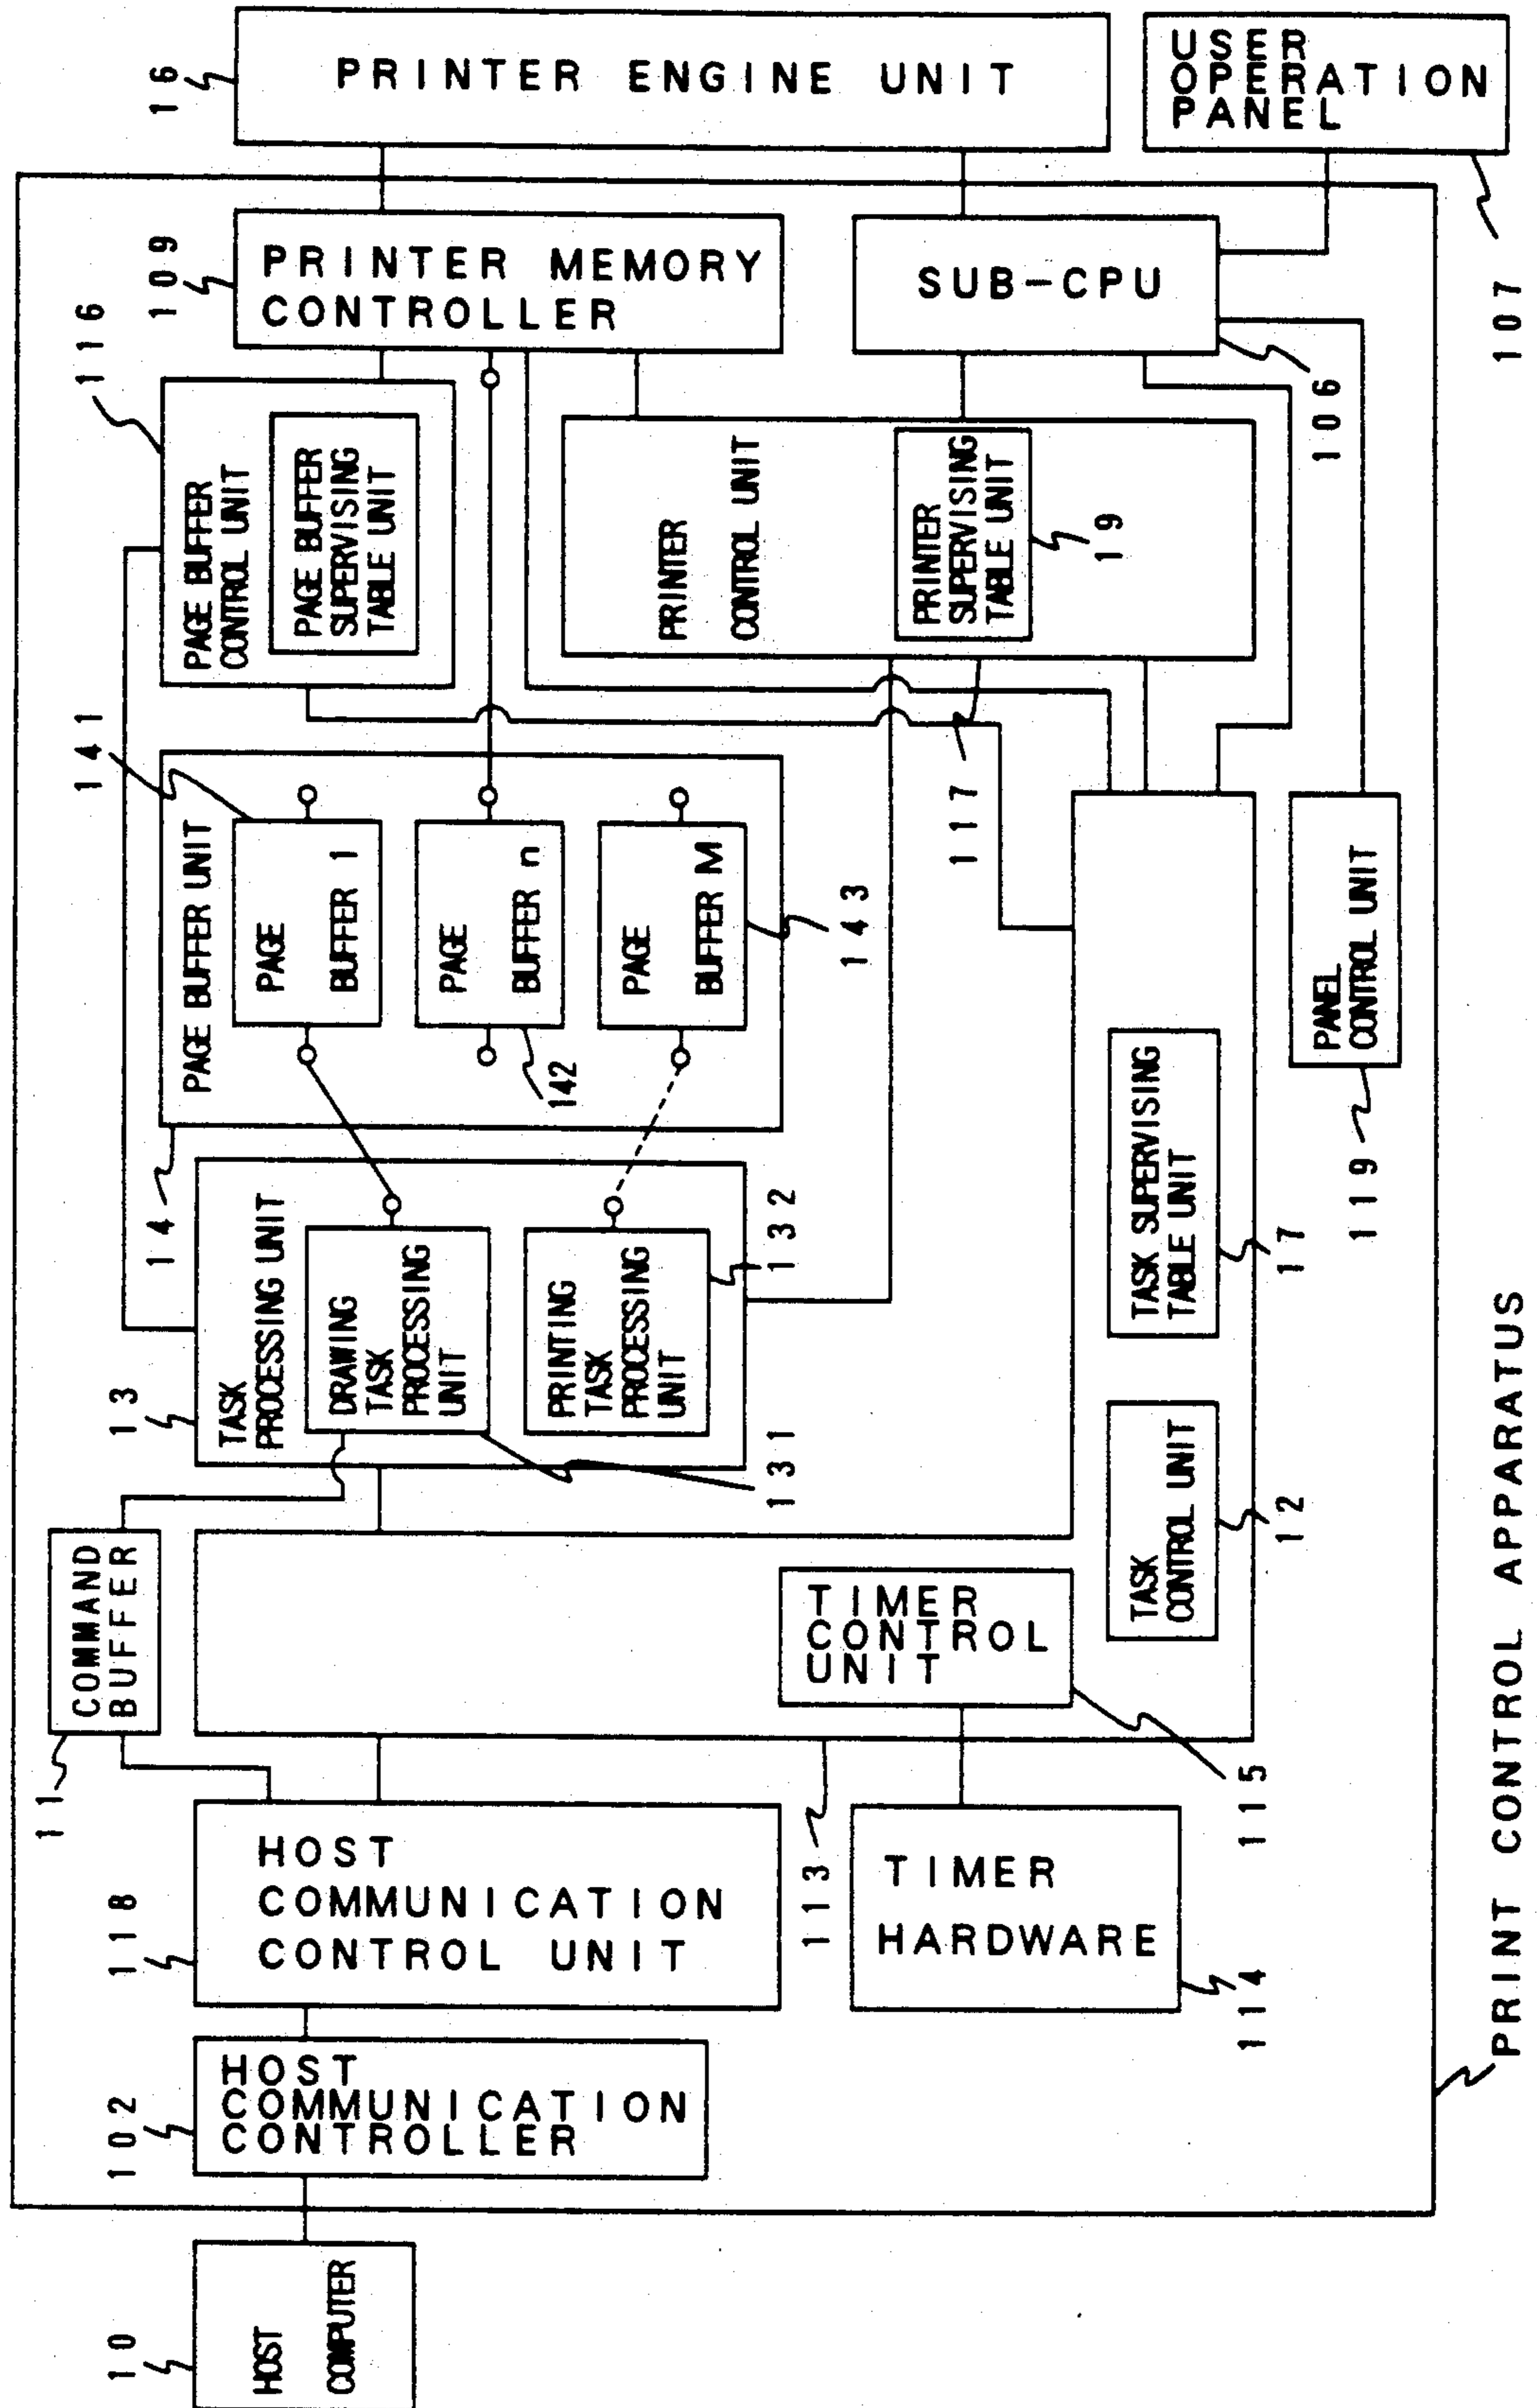 10
HOST
COMPUTER
102
HOST
COMMUNICATION
CONTROLLER
118
HOST
COMMUNICATION
CONTROL UNIT
11
COMMAND
BUFFER
113
TIMER
HARDWARE
114
TIMER
CONTROL
UNIT
115
TASK
CONTROL UNIT
12
TASK SUPERVISING
TABLE UNIT
17
13
TASK
PROCESSING UNIT
DRAWING
TASK
PROCESSING
UNIT
131
PRINTING
TASK
PROCESSING
UNIT
132
14
PAGE BUFFER UNIT
141
PAGE
BUFFER 1
PAGE
BUFFER n
142
PAGE
BUFFER M
143
116
PAGE BUFFER
CONTROL UNIT
PAGE BUFFER
SUPERVISING
TABLE UNIT
PRINTER
CONTROL UNIT
PRINTER
SUPERVISING
TABLE UNIT
19
117
109
PRINTER MEMORY
CONTROLLER
SUB-CPU
106
PANEL
CONTROL UNIT
119
16
PRINTER ENGINE UNIT
USER
OPERATION
PANEL
107
PRINT CONTROL APPARATUS